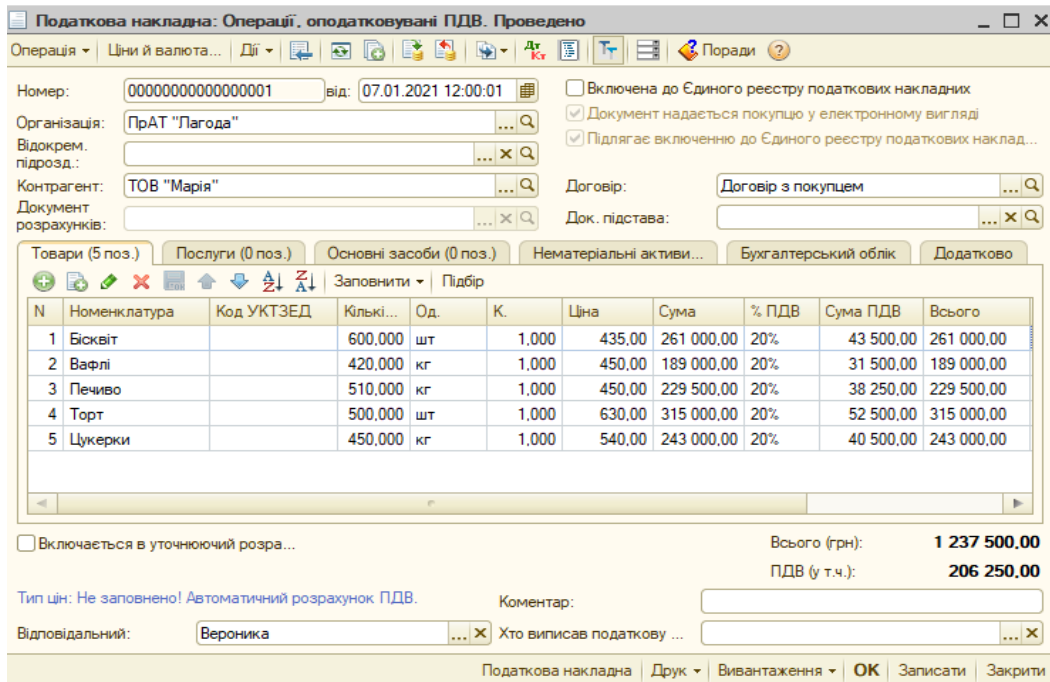 Податкова накладна: Операції, оподатковувані ПДВ. Проведено
Операція Ціни й валюта... Дії Дт Кт Поради
Номер: 00000000000000001 від: 07.01.2021 12:00:01 Включена до Єдиного реєстру податкових накладних
Організація: ПрАТ "Лагода" ... Документ надається покупцю у електронному вигляді
Відокрем. підрозд.: ... Підлягає включенню до Єдиного реєстру податкових наклад...
Контрагент: ТОВ "Марія" ... Договір: Договір з покупцем ...
Документ розрахунків: ... Док. підстава: ...
Товари (5 поз.) Послуги (0 поз.) Основні засоби (0 поз.) Нематеріальні активи... Бухгалтерський облік Додатково
Заповнити Підбір
N Номенклатура Код УКТЗЕД Кількі... Од. К. Ціна Сума % ПДВ Сума ПДВ Всього
1 Бісквіт 600,000 шт 1,000 435,00 261 000,00 20% 43 500,00 261 000,00
2 Вафлі 420,000 кг 1,000 450,00 189 000,00 20% 31 500,00 189 000,00
3 Печиво 510,000 кг 1,000 450,00 229 500,00 20% 38 250,00 229 500,00
4 Торт 500,000 шт 1,000 630,00 315 000,00 20% 52 500,00 315 000,00
5 Цукерки 450,000 кг 1,000 540,00 243 000,00 20% 40 500,00 243 000,00
Включається в уточнюючий розра... Всього (грн): 1 237 500,00
ПДВ (у т.ч.): 206 250,00
Тип цін: Не заповнено! Автоматичний розрахунок ПДВ. Коментар:
Відповідальний: Вероника ... Хто виписав податкову ... ...
Податкова накладна Друк Вивантаження OK Записати Закрити